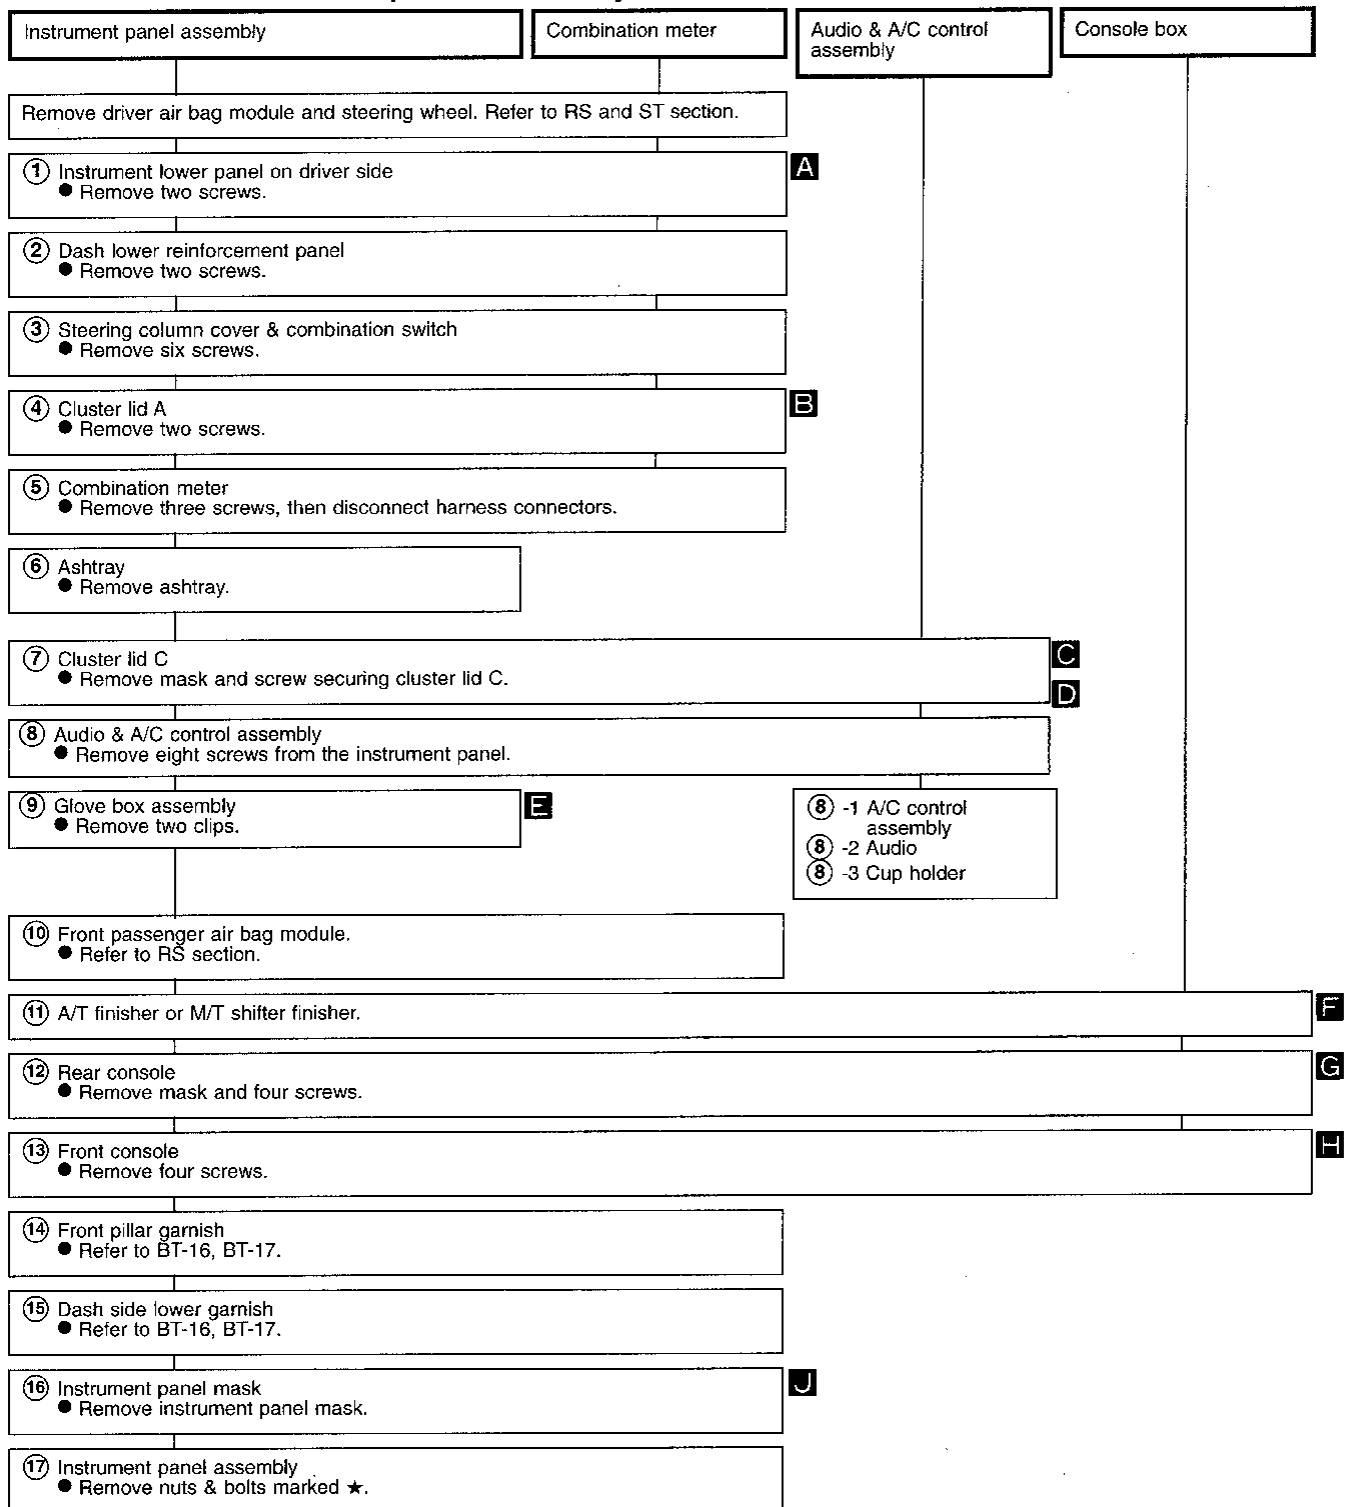 Instrument panel assembly
Combination meter
Audio & A/C control
assembly
Console box
Remove driver air bag module and steering wheel. Refer to RS and ST section.
① Instrument lower panel on driver side A
● Remove two screws.
② Dash lower reinforcement panel
● Remove two screws.
③ Steering column cover & combination switch
● Remove six screws.
④ Cluster lid A B
● Remove two screws.
⑤ Combination meter
● Remove three screws, then disconnect harness connectors.
⑥ Ashtray
● Remove ashtray.
⑦ Cluster lid C C
● Remove mask and screw securing cluster lid C. D
⑧ Audio & A/C control assembly
● Remove eight screws from the instrument panel.
⑨ Glove box assembly E
● Remove two clips.
⑧ -1 A/C control
assembly
⑧ -2 Audio
⑧ -3 Cup holder
⑩ Front passenger air bag module.
● Refer to RS section.
⑪ A/T finisher or M/T shifter finisher. F
⑫ Rear console G
● Remove mask and four screws.
⑬ Front console H
● Remove four screws.
⑭ Front pillar garnish
● Refer to BT-16, BT-17.
⑮ Dash side lower garnish
● Refer to BT-16, BT-17.
⑯ Instrument panel mask J
● Remove instrument panel mask.
⑰ Instrument panel assembly
● Remove nuts & bolts marked ★.